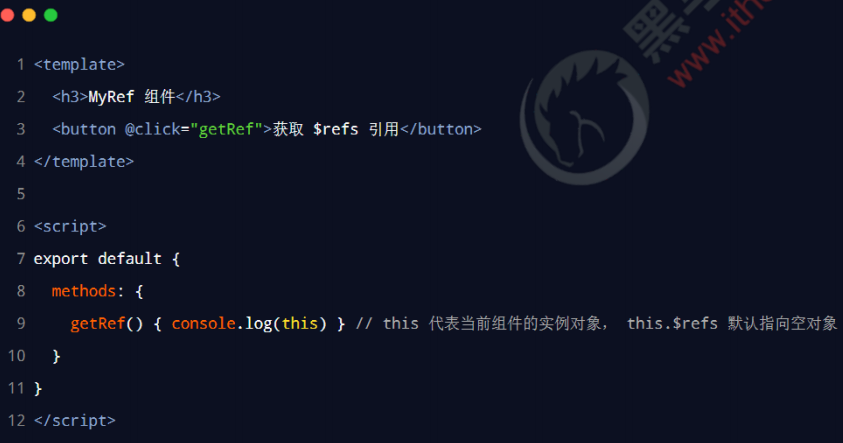 黑
www.ith
1 <template>
2 <h3>MyRef 组件</h3>
3 <button @click="getRef">获取 $refs 引用</button>
4 </template>
5
6 <script>
7 export default {
8 methods: {
9 getRef() { console.log(this) } // this 代表当前组件的实例对象， this.$refs 默认指向空对象
10 }
11 }
12 </script>